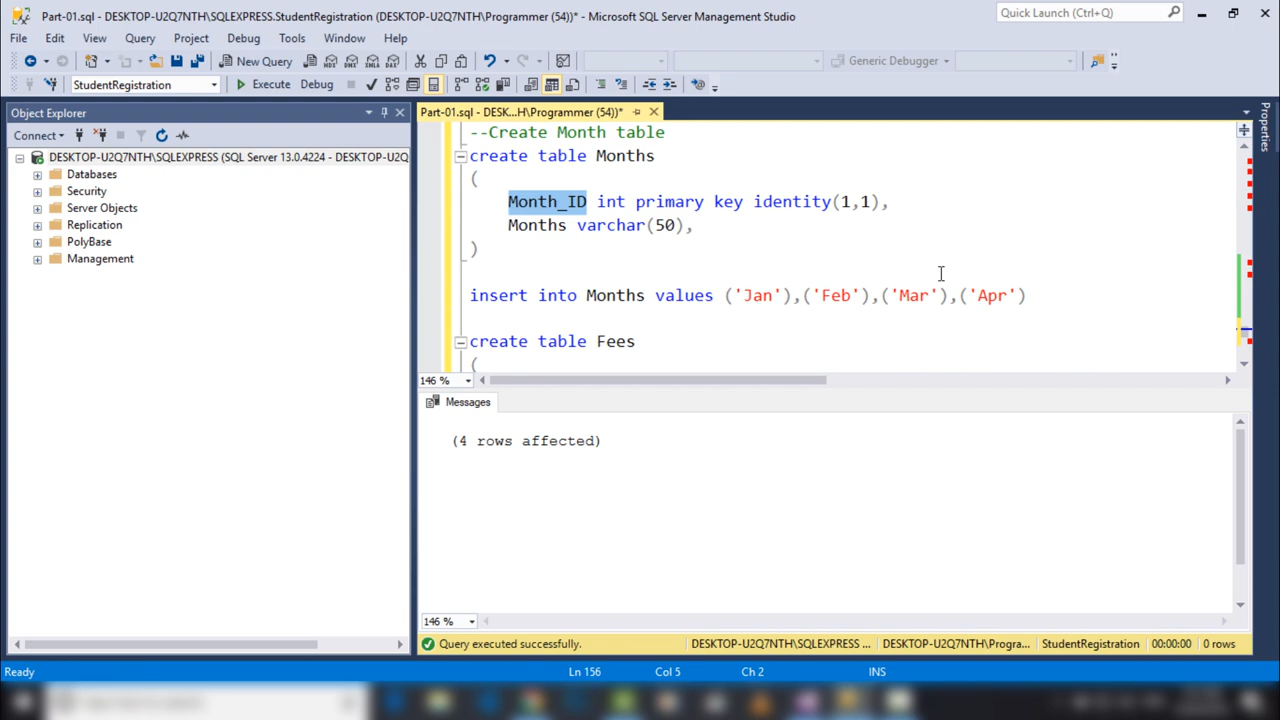 Part-01.sql - DESKTOP-U2Q7NTH\SQLEXPRESS.StudentRegistration (DESKTOP-U2Q7NTH\Programmer (54))* - Microsoft SQL Server Management Studio
Quick Launch (Ctrl+Q)
File Edit View Query Project Debug Tools Window Help
New Query
Generic Debugger
StudentRegistration
Execute Debug
Object Explorer
Connect
DESKTOP-U2Q7NTH\SQLEXPRESS (SQL Server 13.0.4224 - DESKTOP-U2Q
Databases
Security
Server Objects
Replication
PolyBase
Management
Part-01.sql - DESK...H\Programmer (54))*
--Create Month table
create table Months
(
Month_ID int primary key identity(1,1),
Months varchar(50),
)
insert into Months values ('Jan'),('Feb'),('Mar'),('Apr')
create table Fees
(
146 %
Messages
(4 rows affected)
146 %
Query executed successfully.
DESKTOP-U2Q7NTH\SQLEXPRESS ...
DESKTOP-U2Q7NTH\Progra...
StudentRegistration
00:00:00
0 rows
Properties
Ready
Ln 156
Col 5
Ch 2
INS